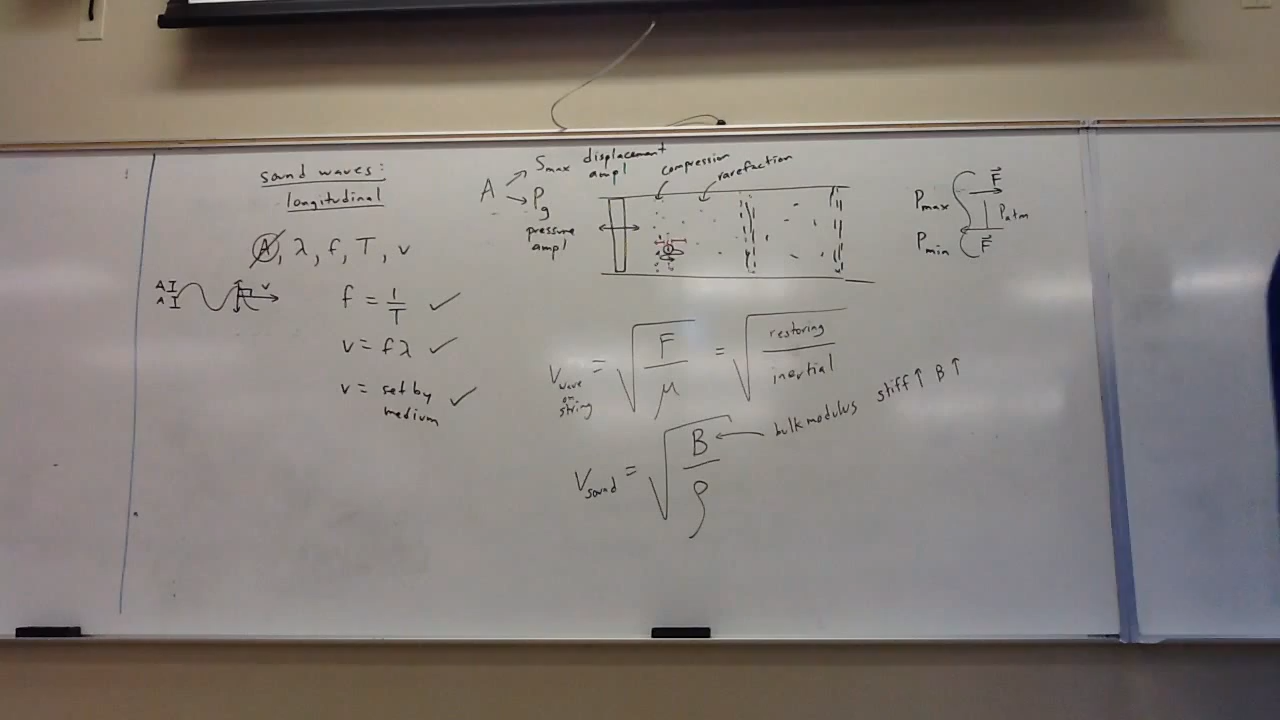 sound waves:
longitudinal
A, λ, f, T, v
A
A
v
f = 1/T ✓
v = fλ ✓
v = set by
medium ✓
A
Smax displacement
ampl
Pg
pressure
ampl
compression
rarefaction
Pmax
Pmin
F⃗
Patm
F⃗
Vwave on string = √(F/μ) = √(restoring/inertial)
Vsound = √(B/ρ) ← bulk modulus stiff↑ B↑